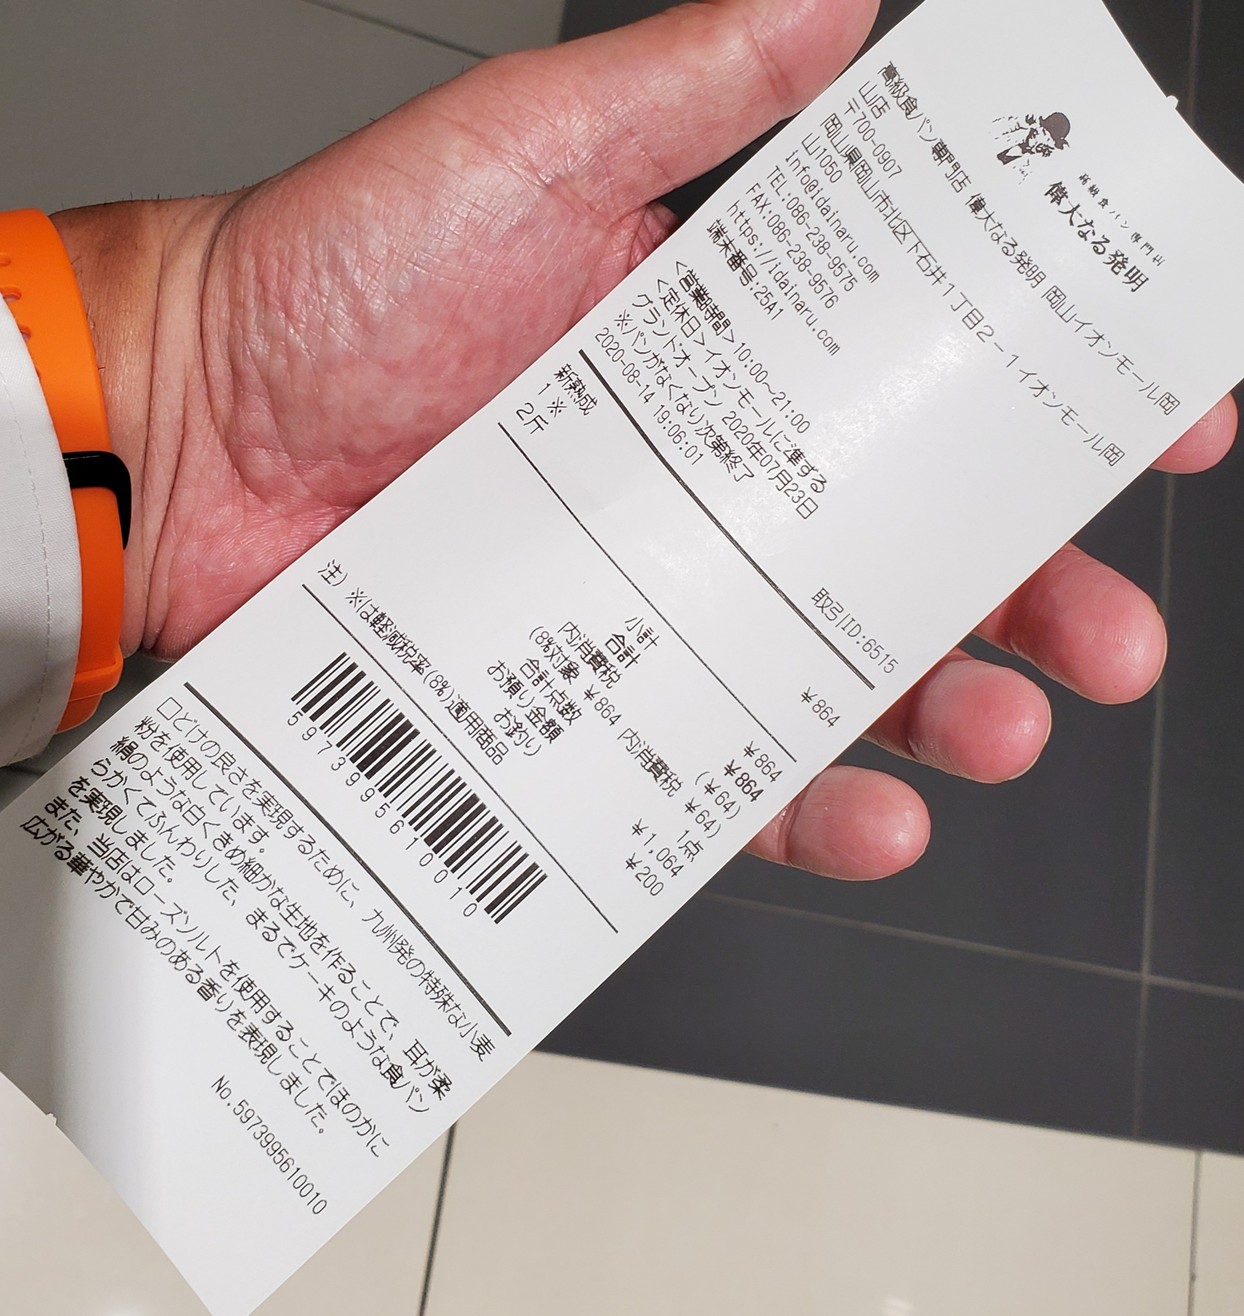 高級食パン専門店
偉大なる発明
高級食パン専門店 偉大なる発明 岡山イオンモール岡
山店
〒700-0907
岡山県岡山市北区下石井１丁目２−１イオンモール岡
山1050
info@idainaru.com
TEL:086-238-9575
FAX:086-238-9576
https://idainaru.com
端末番号:25A1
<営業時間>10:00~21:00
<定休日>イオンモールに準ずる
グランドオープン 2020年07月23日
※パンがなくなり次第終了
2020-08-14 19:06:01 取引ID:6515
新熟成
1 ※ ¥864
2斤
小計 ¥864
合計 ¥864
内消費税 (¥64)
(8%対象 ¥864 内消費税 ¥64)
合計点数 1点
お預り金額 ¥1,064
お釣り ¥200
注) ※は軽減税率(8%)適用商品
5973995610010
口どけの良さを実現するために、九州発の特殊な小麦
粉を使用しています。
絹のような白くきめ細かな生地を作ることで、耳が柔
らかくてふんわりした、まるでケーキのような食パン
を実現しました。
また、当店はローズソルトを使用することでほのかに
広がる華やかで甘みのある香りを表現しました。
No.5973995610010